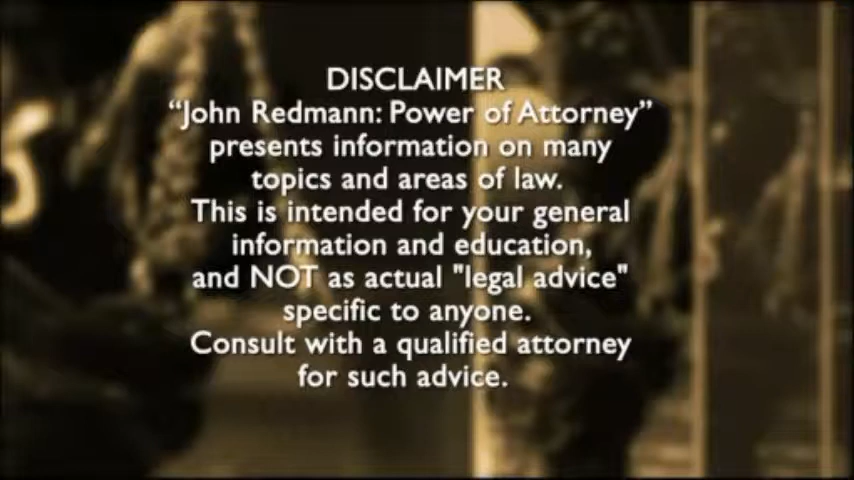 DISCLAIMER
“John Redmann: Power of Attorney”
presents information on many
topics and areas of law.
This is intended for your general
information and education,
and NOT as actual "legal advice"
specific to anyone.
Consult with a qualified attorney
for such advice.